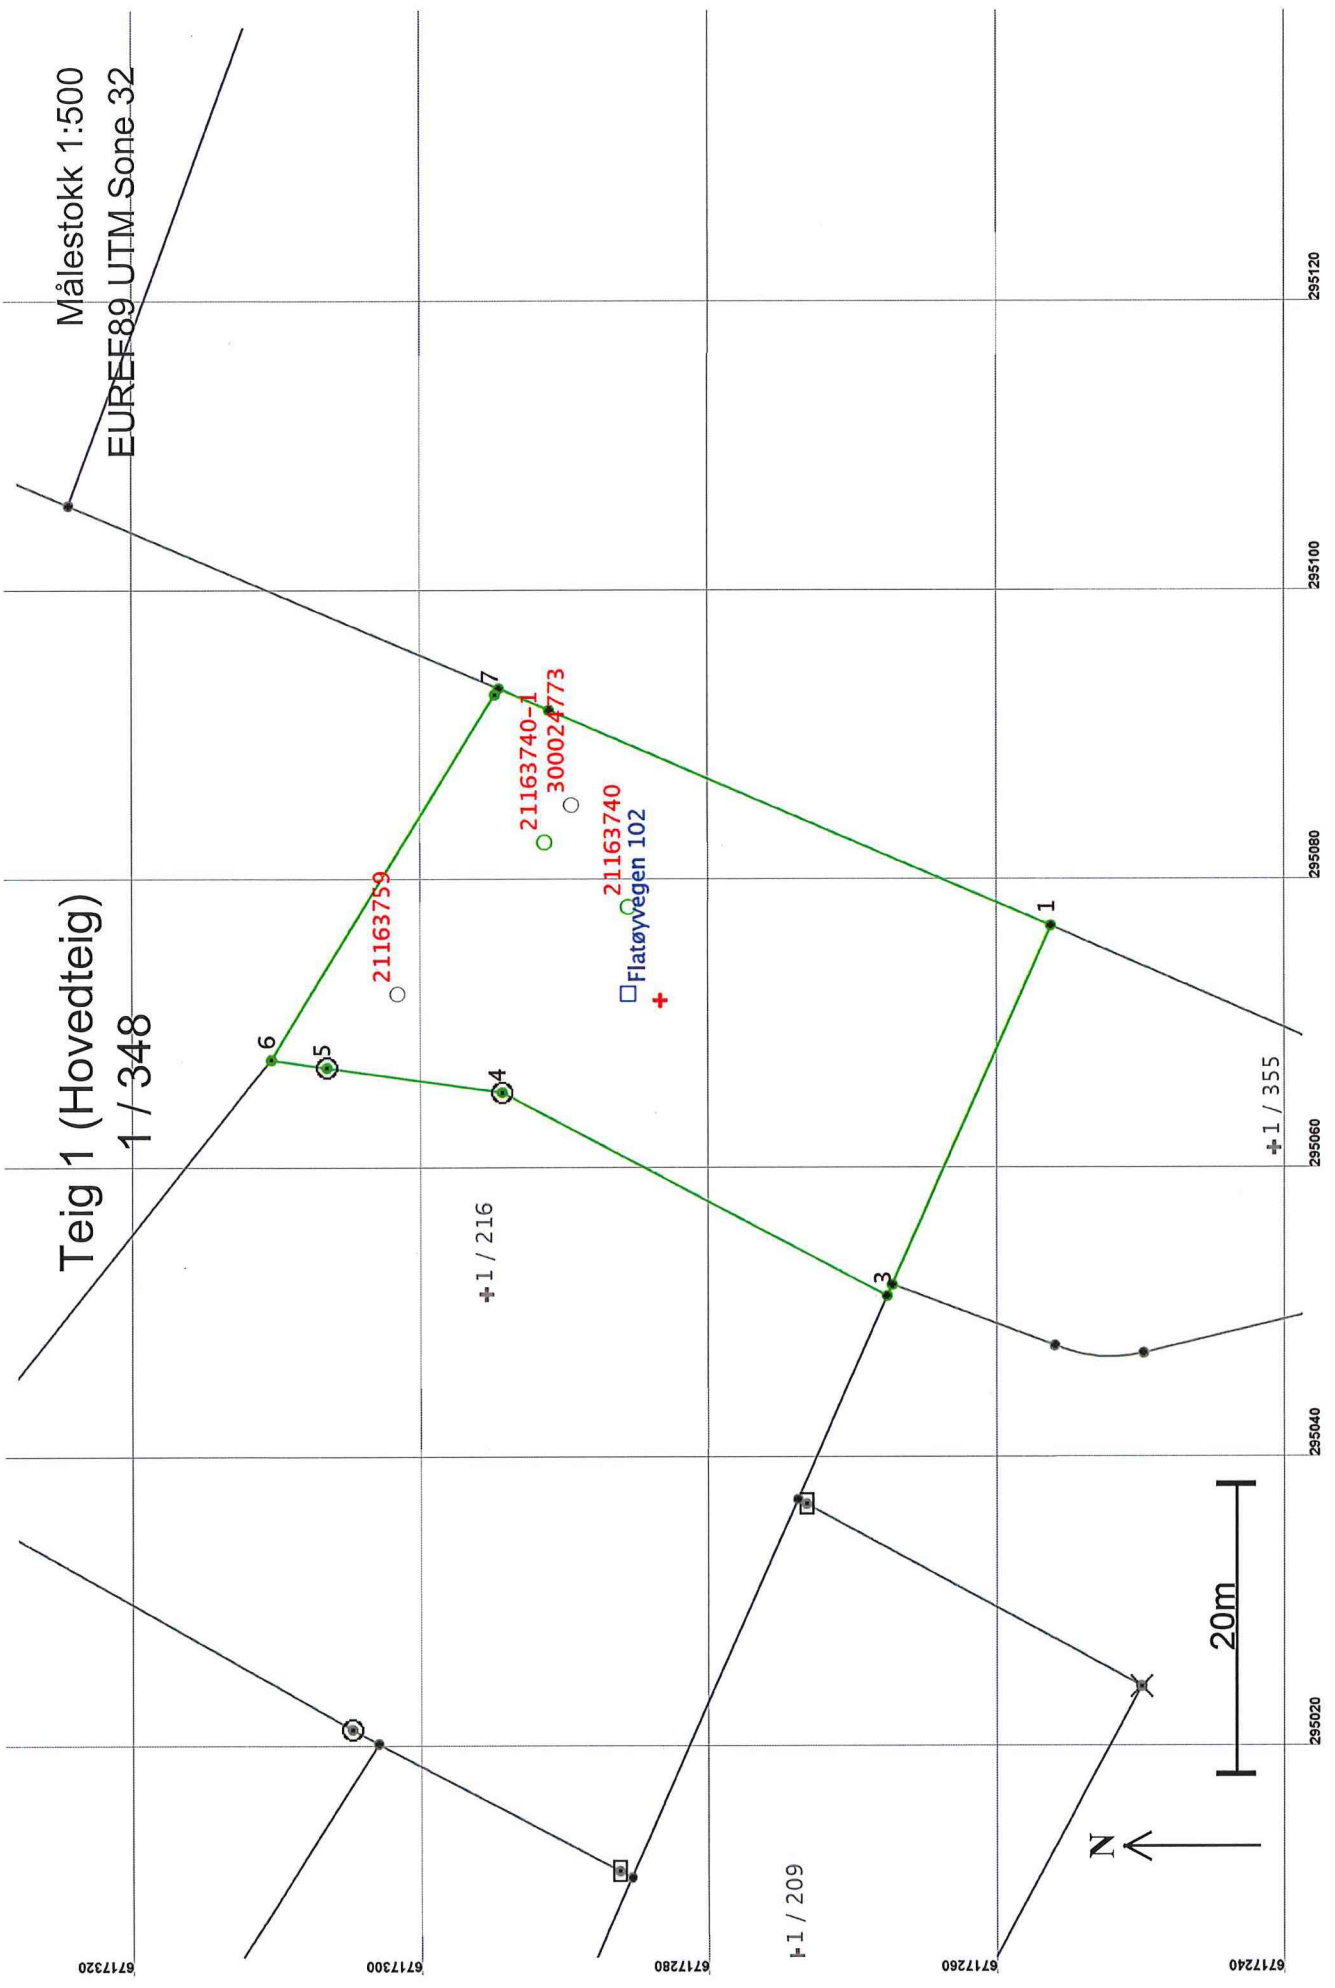 Teig 1 (Hovedteig)
1 / 348
Målestokk 1:500
EUREF89 UTM Sone 32
6717320
6717300
6717280
6717260
6717240
6
5
4
7
3
1
21163759
21163740-1
300024773
21163740
Flatøyvegen 102
1 / 216
1 / 209
1 / 355
N
20m
295020
295040
295060
295080
295100
295120